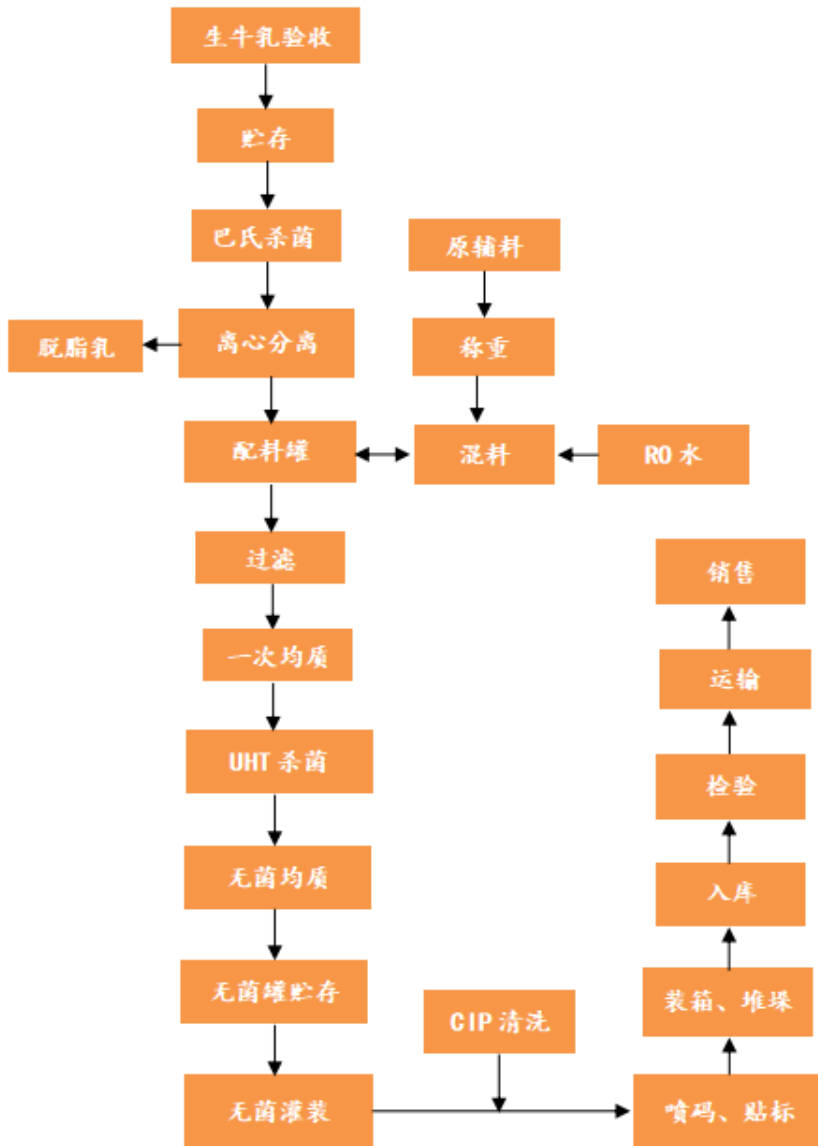 生牛乳验收
贮存
巴氏杀菌
原辅料
脱脂乳
离心分离
称重
配料罐
混料
RO 水
过滤
销售
一次均质
运输
UHT 杀菌
检验
无菌均质
入库
无菌罐贮存
CIP 清洗
装箱、堆垛
无菌灌装
喷码、贴标